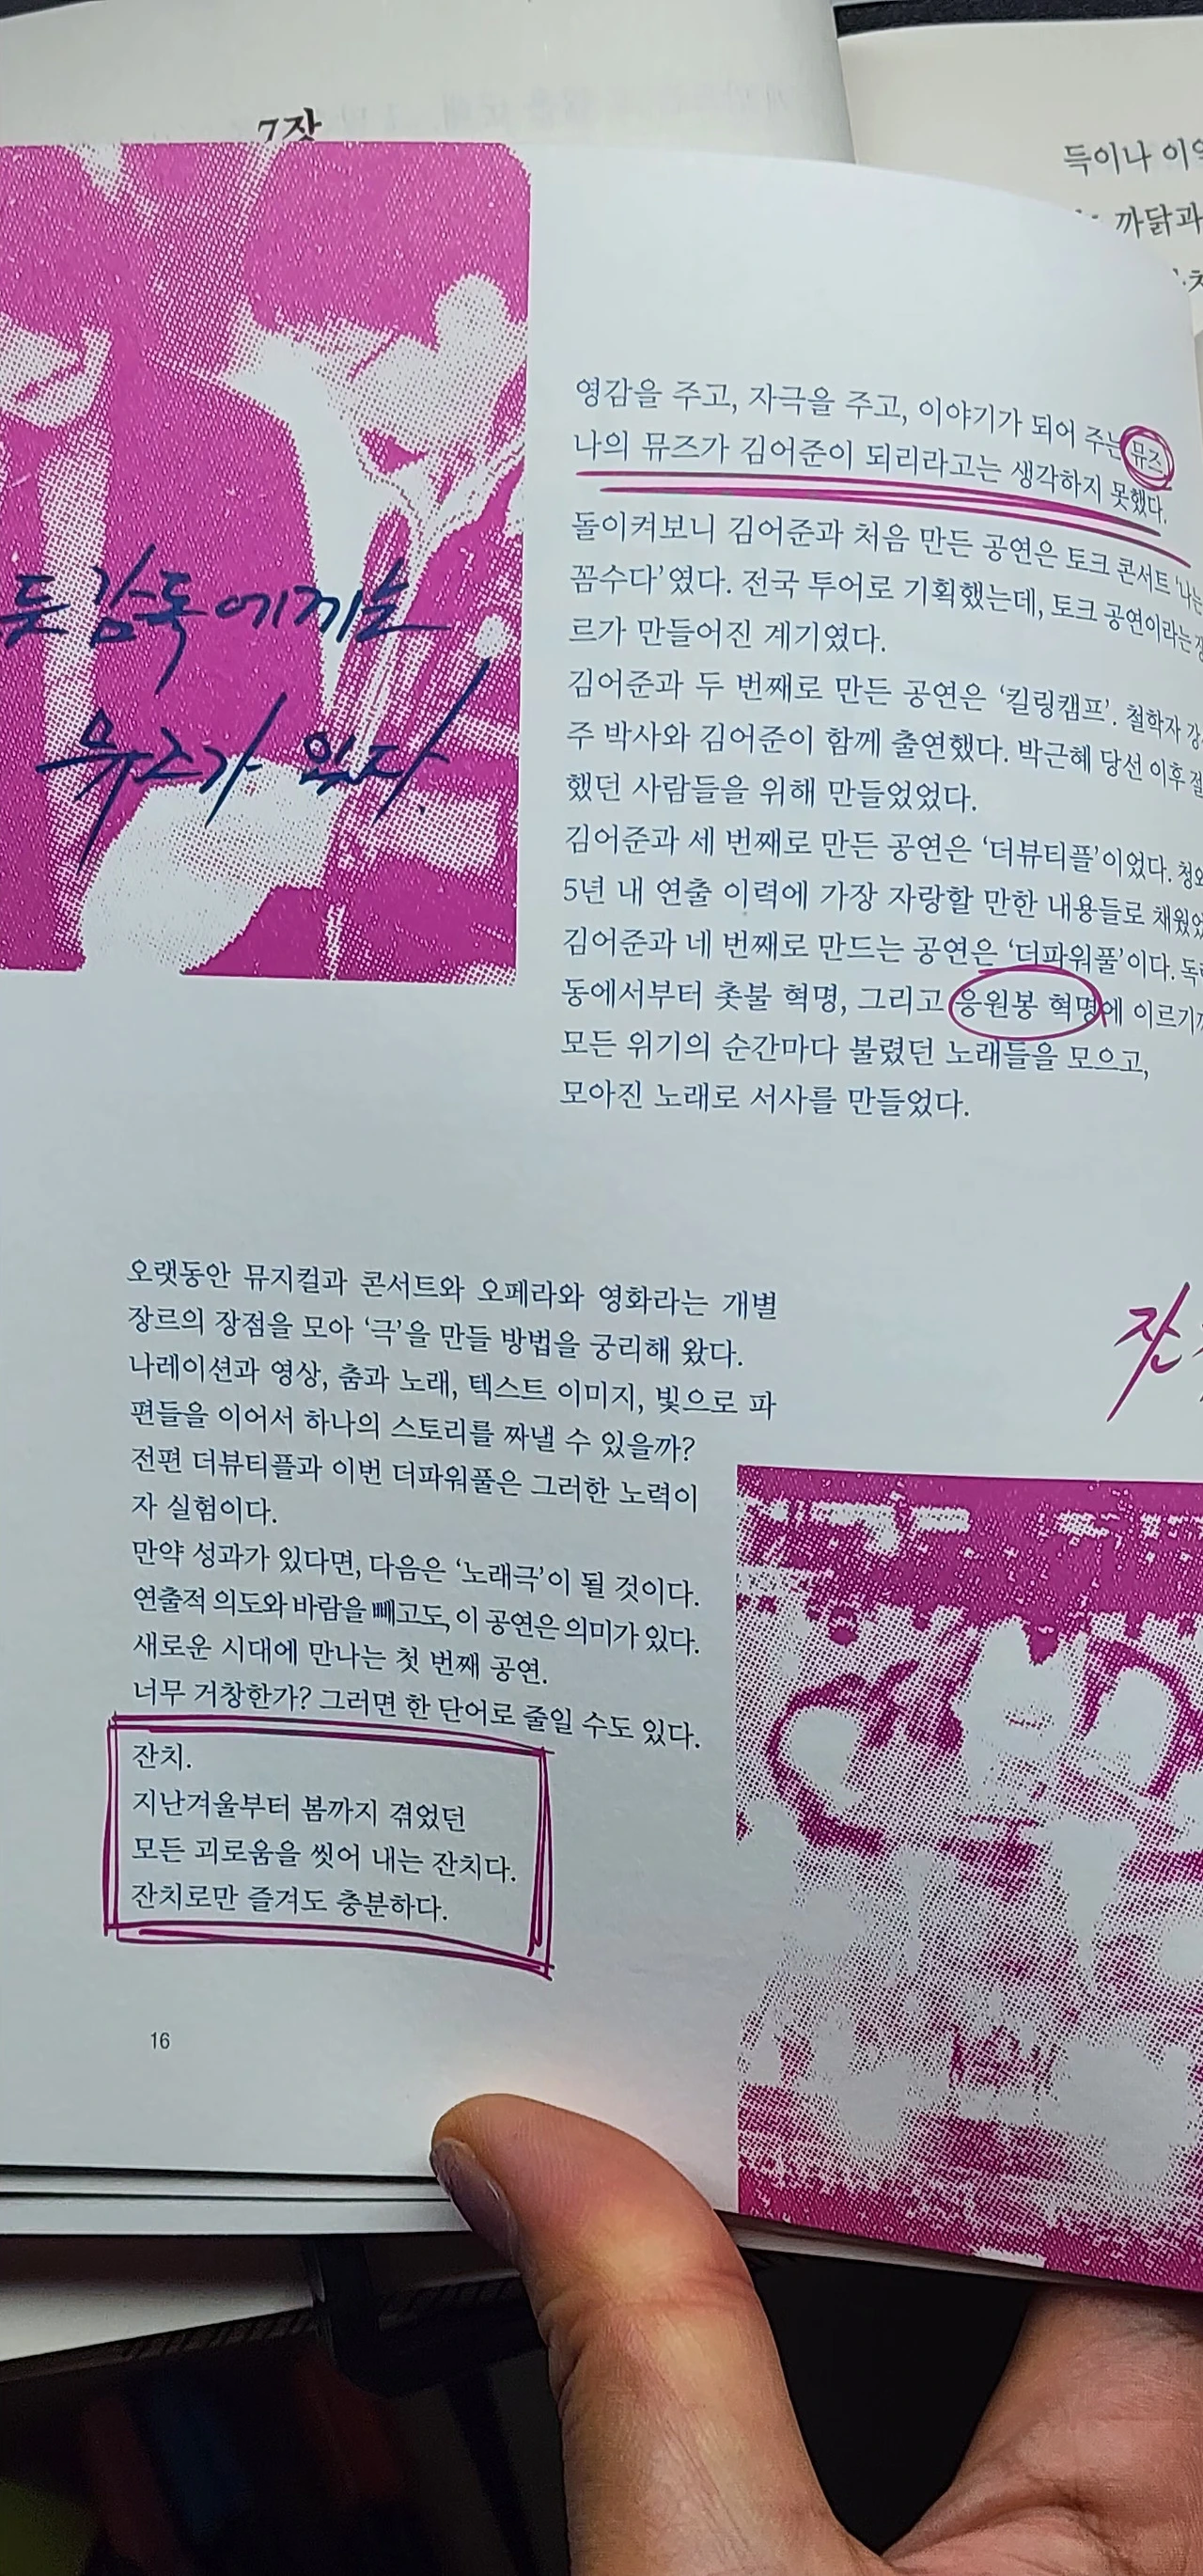 7장
득이나
까닭과
감독에게는
뮤즈가 있다.
영감을 주고, 자극을 주고, 이야기가 되어 주는 뮤즈
나의 뮤즈가 김어준이 되리라고는 생각하지 못했다.
돌이켜보니 김어준과 처음 만든 공연은 토크 콘서트 '나는
꼼수다'였다. 전국 투어로 기획했는데, 토크 공연이라는
르가 만들어진 계기였다.
김어준과 두 번째로 만든 공연은 '킬링캠프'. 철학자
주 박사와 김어준이 함께 출연했다. 박근혜 당선 이후
했던 사람들을 위해 만들었었다.
김어준과 세 번째로 만든 공연은 '더뷰티플'이었다.
5년 내 연출 이력에 가장 자랑할 만한 내용들로
김어준과 네 번째로 만드는 공연은 '더파워풀'이다.
동에서부터 촛불 혁명, 그리고 응원봉 혁명에
모든 위기의 순간마다 불렸던 노래들을 모으고,
모아진 노래로 서사를 만들었다.
오랫동안 뮤지컬과 콘서트와 오페라와 영화라는 개별
장르의 장점을 모아 '극'을 만들 방법을 궁리해 왔다.
나레이션과 영상, 춤과 노래, 텍스트 이미지, 빛으로 파
편들을 이어서 하나의 스토리를 짜낼 수 있을까?
전편 더뷰티플과 이번 더파워풀은 그러한 노력이
자 실험이다.
만약 성과가 있다면, 다음은 '노래극'이 될 것이다.
연출적 의도와 바람을 빼고도, 이 공연은 의미가 있다.
새로운 시대에 만나는 첫 번째 공연.
너무 거창한가? 그러면 한 단어로 줄일 수도 있다.
잔치.
지난겨울부터 봄까지 겪었던
모든 괴로움을 씻어 내는 잔치다.
잔치로만 즐겨도 충분하다.
잔
16